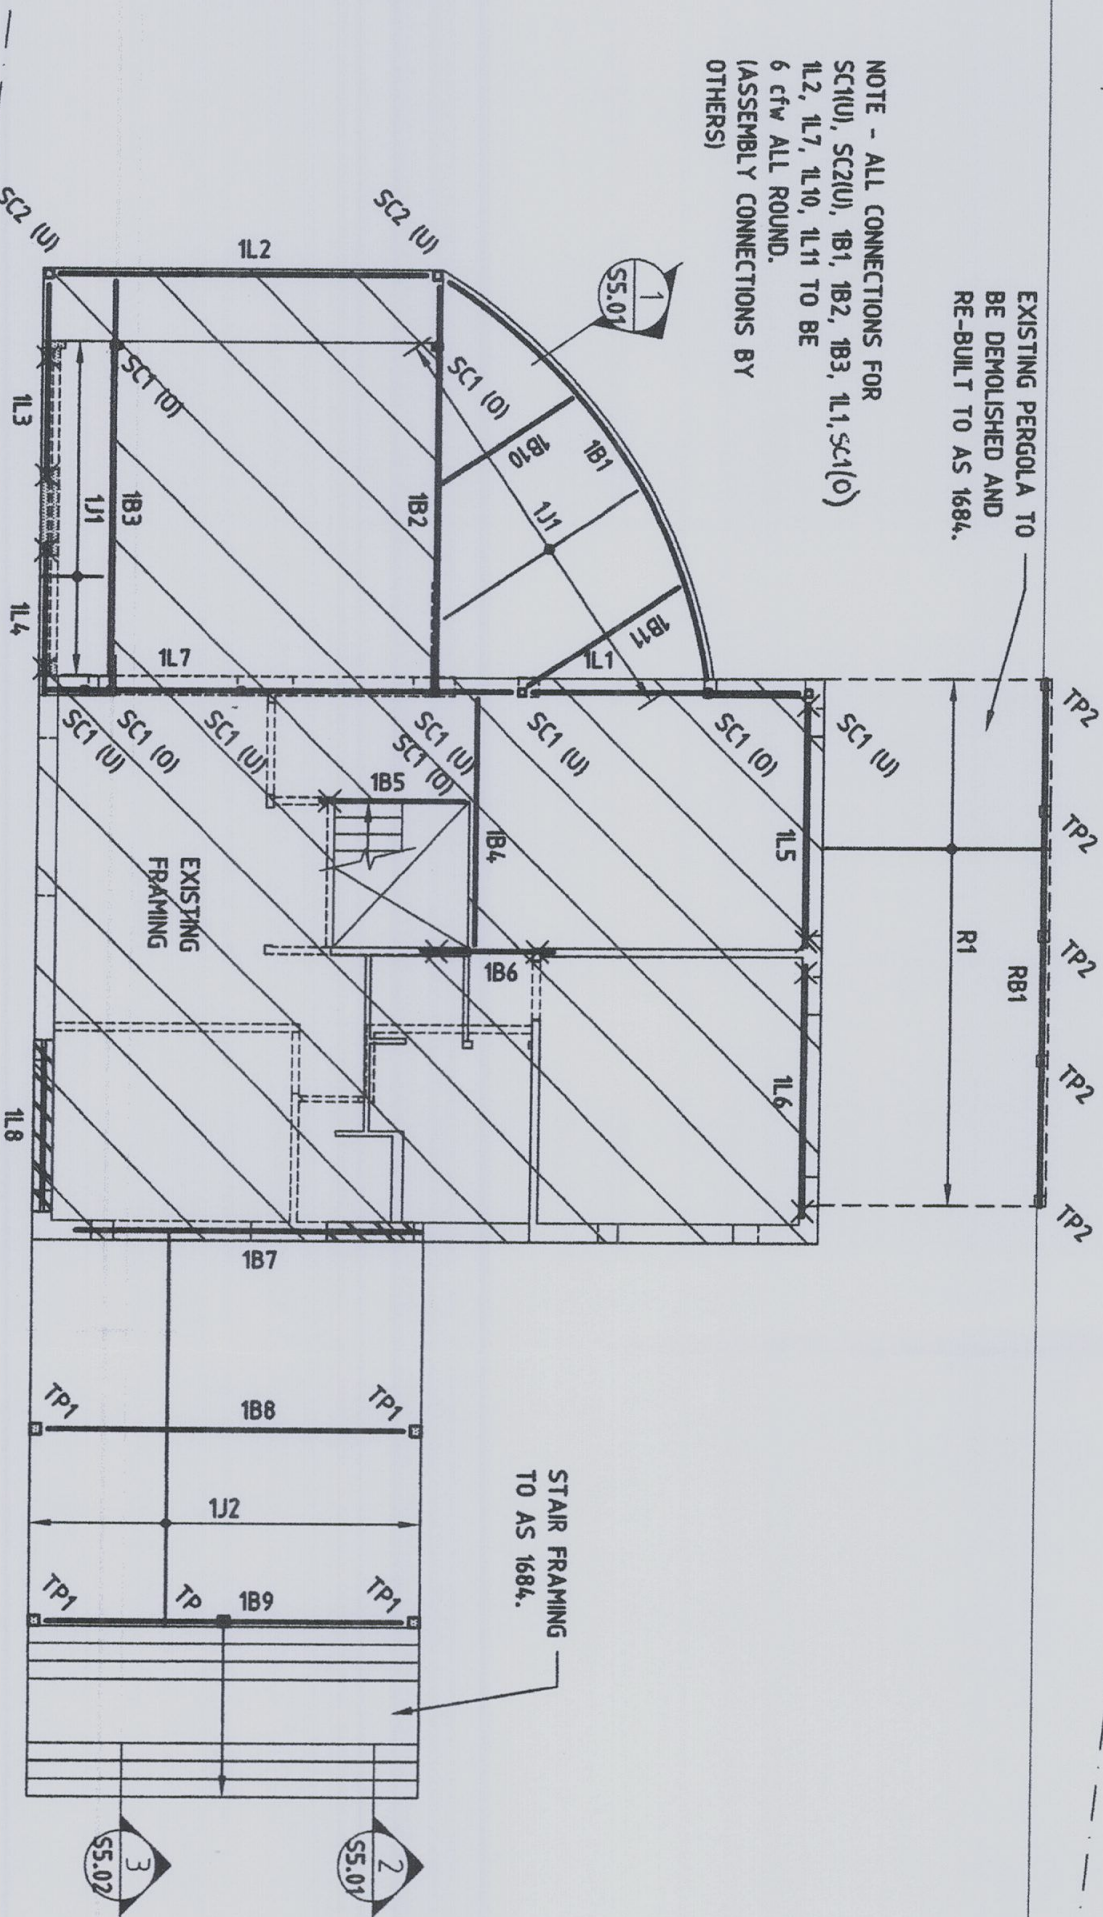 EXISTING PERGOLA TO
BE DEMOLISHED AND
RE-BUILT TO AS 1684.
NOTE - ALL CONNECTIONS FOR
SC1(U), SC2(U), 1B1, 1B2, 1B3, 1L1, SC1(O)
1L2, 1L7, 1L10, 1L11 TO BE
6 cfw ALL ROUND.
(ASSEMBLY CONNECTIONS BY
OTHERS)
TP2
TP2
TP2
TP2
TP2
RB1
R1
1
S5.01
1B1
1B10
1J1
1B11
1L1
SC2 (U)
SC1 (O)
1L2
1B2
SC2 (U)
SC1 (O)
1B3
1J1
1L3
1L4
1L7
SC1 (U)
SC1 (O)
SC1 (U)
SC1 (U)
SC1 (O)
SC1 (U)
SC1 (O)
SC1 (U)
1L5
1L6
1B4
1B5
1B6
EXISTING
FRAMING
1L8
1B7
STAIR FRAMING
TO AS 1684.
TP1
1B8
TP1
1J2
TP1
1B9
TP
TP1
2
S5.01
3
S5.02